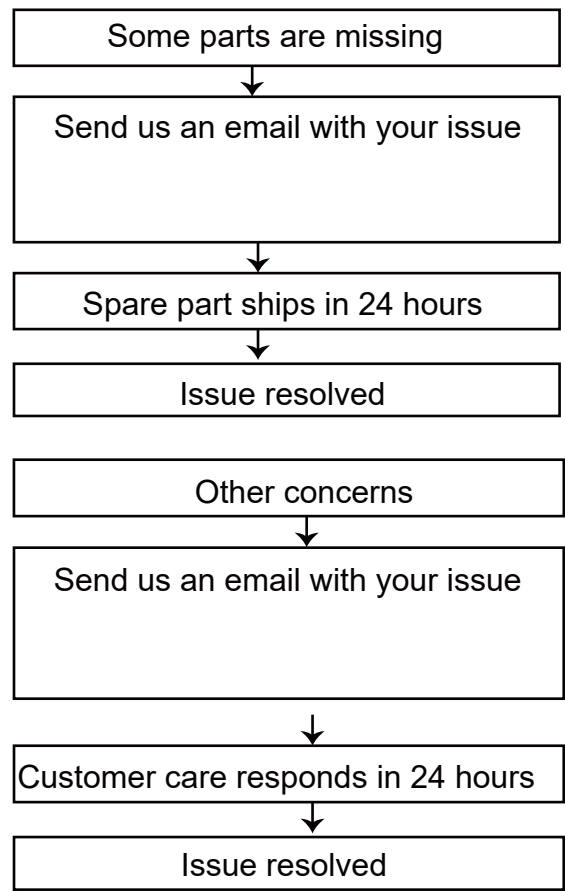 Some parts are missing
Send us an email with your issue
Spare part ships in 24 hours
Issue resolved
Other concerns
Send us an email with your issue
Customer care responds in 24 hours
Issue resolved